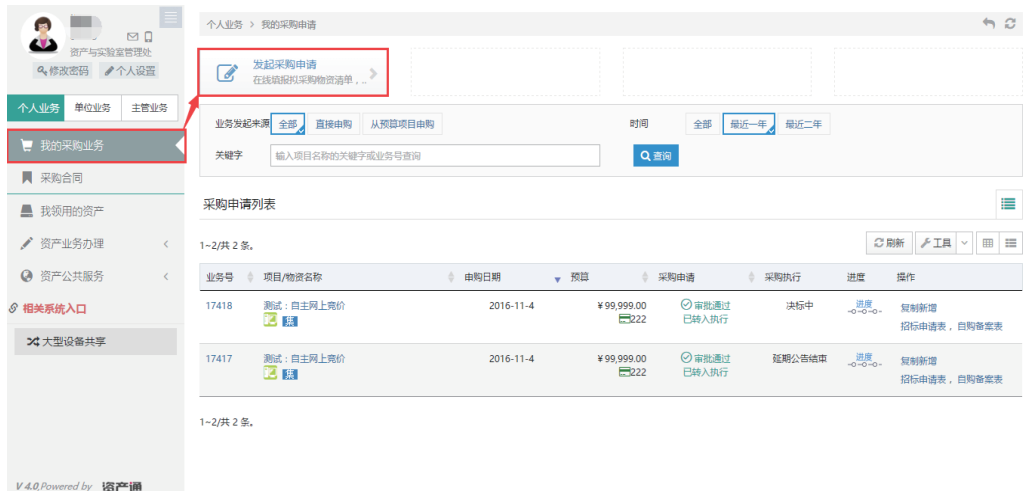 资产与实验室管理处
修改密码 个人设置
个人业务 单位业务 主管业务
我的采购业务
采购合同
我领用的资产
资产业务办理
资产公共服务
相关系统入口
大型设备共享
V 4.0,Powered by 资产通
个人业务 > 我的采购申请
发起采购申请
在线填报拟采购物资清单，...
业务发起来源 全部 直接申购 从预算项目申购 时间 全部 最近一年 最近二年
关键字 输入项目名称的关键字或业务号查询 查询
采购申请列表
1~2/共 2 条。
刷新 工具
业务号 项目/物资名称 申购日期 预算 采购申请 采购执行 进度 操作
17418 测试：自主网上竞价 2016-11-4 ￥99,999.00 审批通过 决标中 进度 复制新增
集 222 已转入执行 招标申请表，自购备案表
17417 测试：自主网上竞价 2016-11-4 ￥99,999.00 审批通过 延期公告结束 进度 复制新增
集 222 已转入执行 招标申请表，自购备案表
1~2/共 2 条。